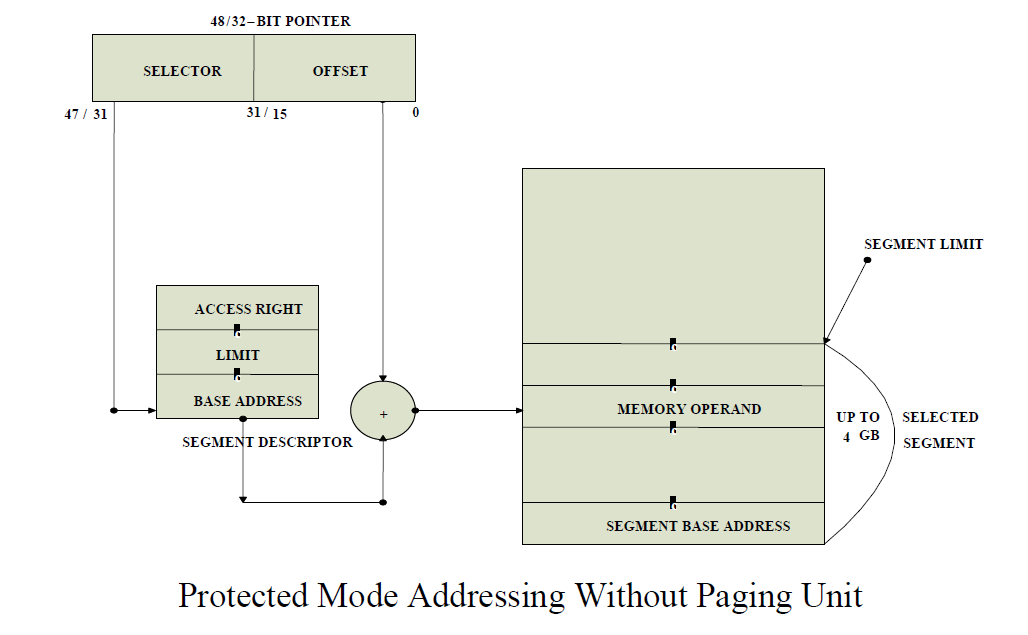 48/32–BIT POINTER
SELECTOR
OFFSET
47 / 31
31 / 15
0
SEGMENT LIMIT
ACCESS RIGHT
LIMIT
BASE ADDRESS
+
SEGMENT DESCRIPTOR
MEMORY OPERAND
UP TO
4 GB
SELECTED
SEGMENT
SEGMENT BASE ADDRESS
Protected Mode Addressing Without Paging Unit